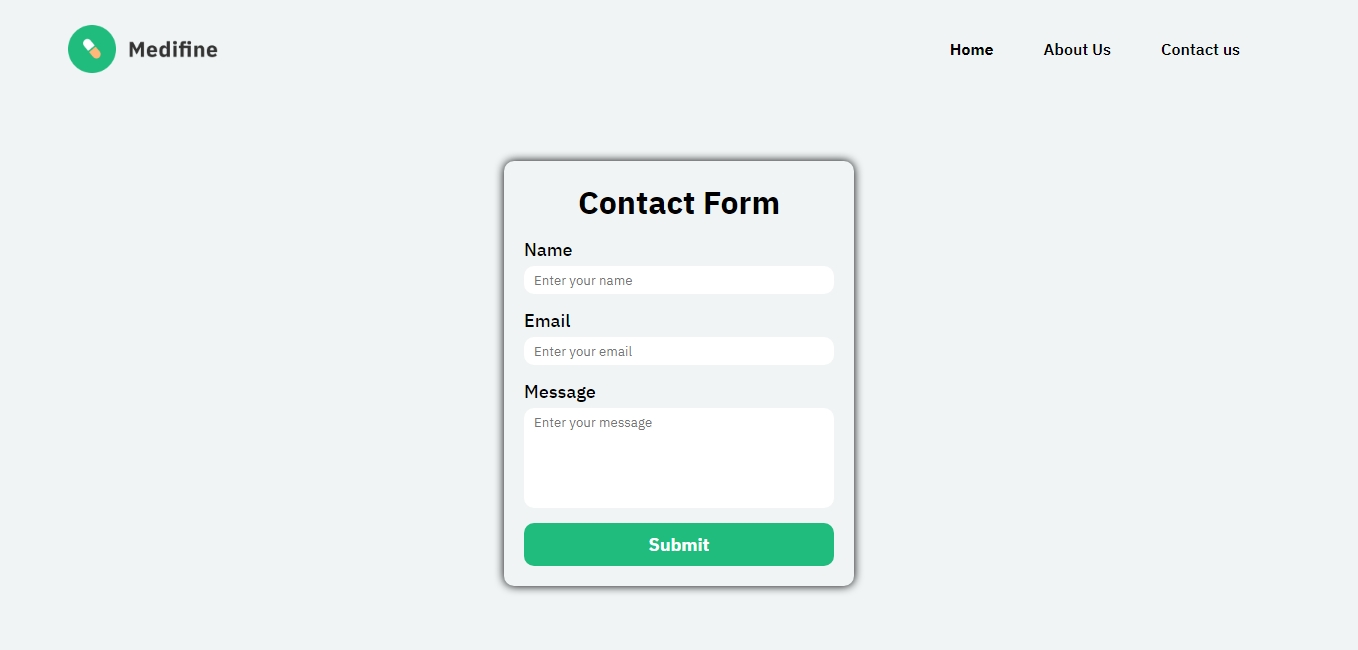 Medifine
Home About Us Contact us
Contact Form
Name
Enter your name
Email
Enter your email
Message
Enter your message
Submit